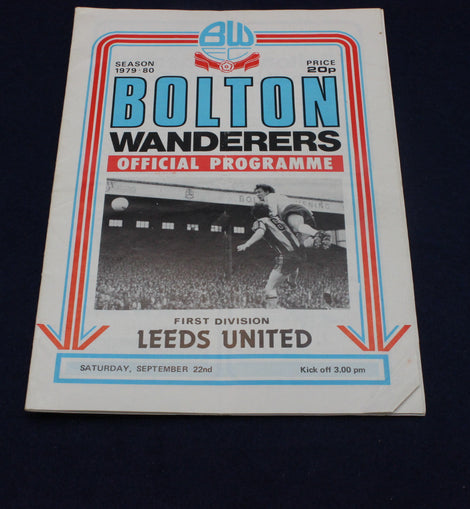 BW
FC
SEASON
1979-80
PRICE
20p
BOLTON
WANDERERS
OFFICIAL PROGRAMME
FIRST DIVISION
LEEDS UNITED
SATURDAY, SEPTEMBER 22nd Kick off 3.00 pm